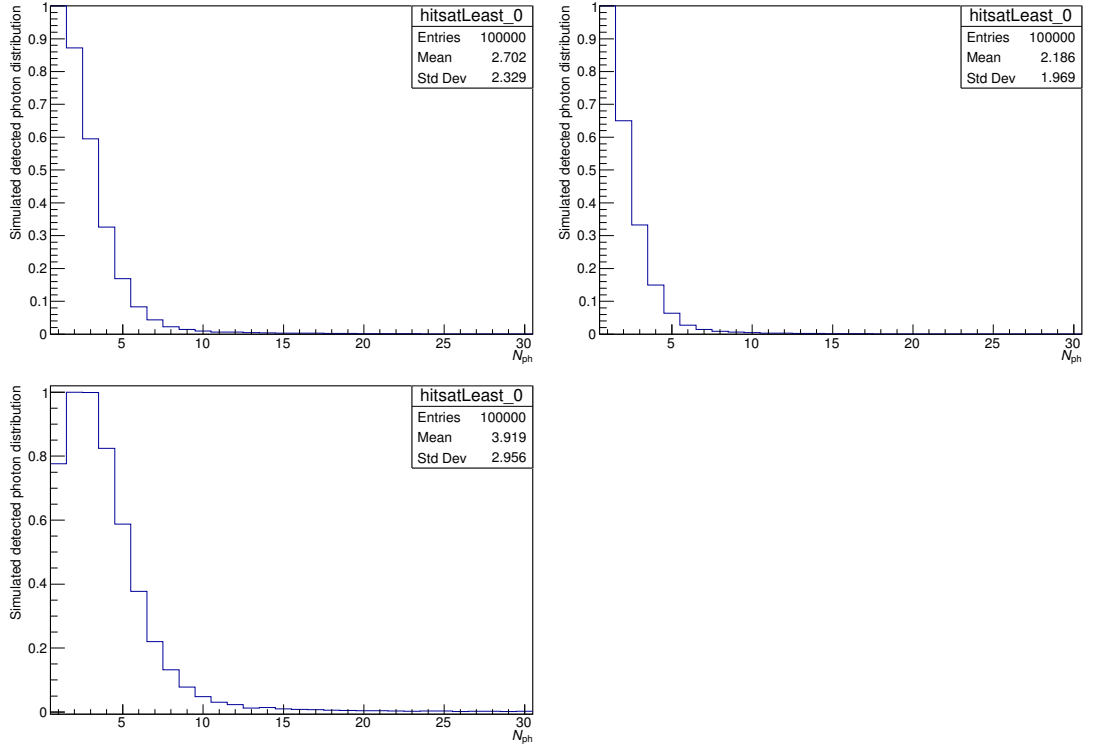 Simulated detected photon distribution
hitsatLeast_0
Entries 100000
Mean 2.702
Std Dev 2.329
0.9
0.8
0.7
0.6
0.5
0.4
0.3
0.2
0.1
0
5 10 15 20 25 30
Nph
Simulated detected photon distribution
hitsatLeast_0
Entries 100000
Mean 2.186
Std Dev 1.969
0.9
0.8
0.7
0.6
0.5
0.4
0.3
0.2
0.1
0
5 10 15 20 25 30
Nph
Simulated detected photon distribution
hitsatLeast_0
Entries 100000
Mean 3.919
Std Dev 2.956
1
0.8
0.6
0.4
0.2
0
5 10 15 20 25 30
Nph